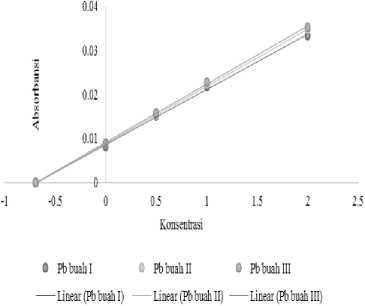 0.04
0.03
0.02
0.01
0
Absorbansi
-1 -0.5 0 0.5 1 1.5 2 2.5
Konsentrasi
Pb buah I Pb buah II Pb buah III
Linear (Pb buah I) Linear (Pb buah II) Linear (Pb buah III)